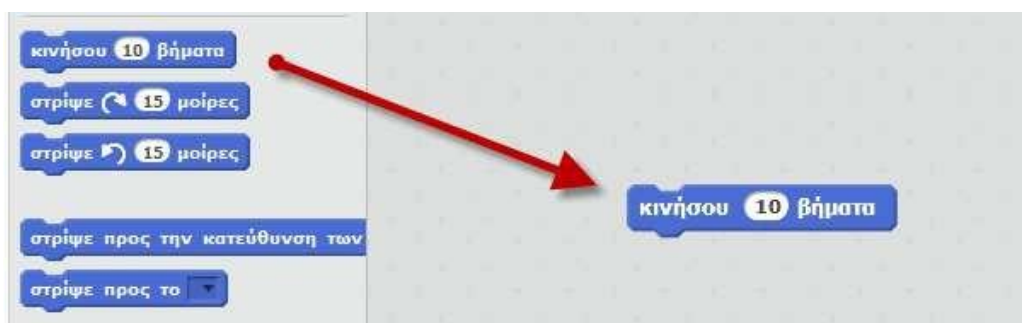 κινήσου 10 βήματα
στρίψε 15 μοίρες
στρίψε 15 μοίρες
κινήσου 10 βήματα
στρίψε προς την κατεύθυνση των
στρίψε προς το